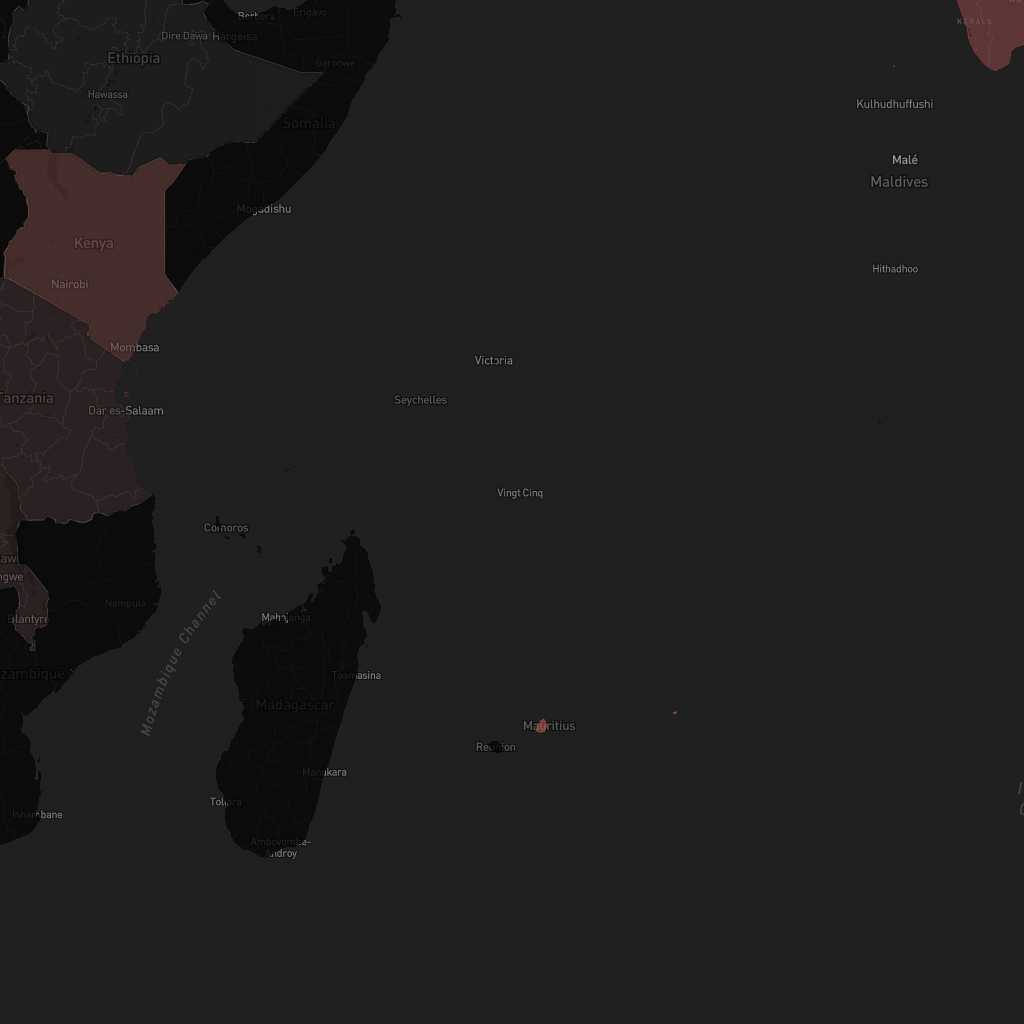 Berbera
Erigavo
KERALA
Dire Dawa
Hargeisa
Ethiopia
Garoowe
Hawassa
Kulhudhuffushi
Somalia
Malé
Maldives
Mogadishu
Kenya
Hithadhoo
Nairobi
Mombasa
Victoria
Tanzania
Seychelles
Dar es-Salaam
Vingt Cinq
Comoros
awi
ngwe
Nampula
Blantyre
Mahajanga
Mozambique Channel
zambique
Toamasina
Madagascar
Mauritius
Reunion
Manakara
Toliara
Inhambane
Ambovombe-
Androy